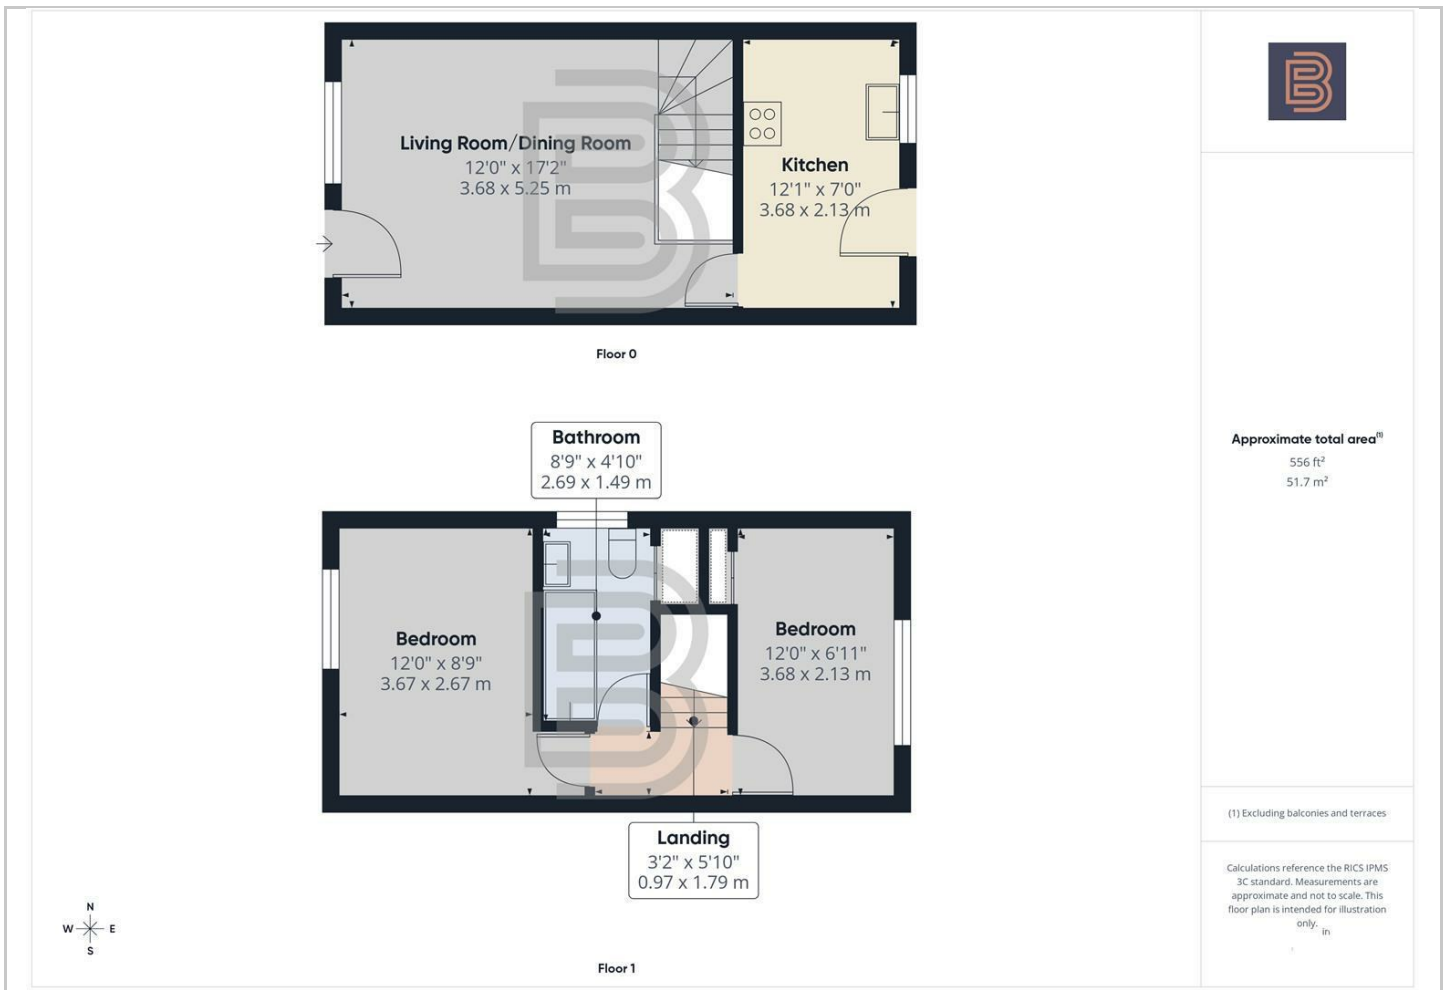 Living Room/Dining Room
12'0" x 17'2"
3.68 x 5.25 m
Kitchen
12'1" x 7'0"
3.68 x 2.13 m
Floor 0
Bathroom
8'9" x 4'10"
2.69 x 1.49 m
Bedroom
12'0" x 8'9"
3.67 x 2.67 m
Bedroom
12'0" x 6'11"
3.68 x 2.13 m
Landing
3'2" x 5'10"
0.97 x 1.79 m
N
W E
S
Floor 1
B
Approximate total area⁽¹⁾
556 ft²
51.7 m²
(1) Excluding balconies and terraces
Calculations reference the RICS IPMS
3C standard. Measurements are
approximate and not to scale. This
floor plan is intended for illustration
only.
in